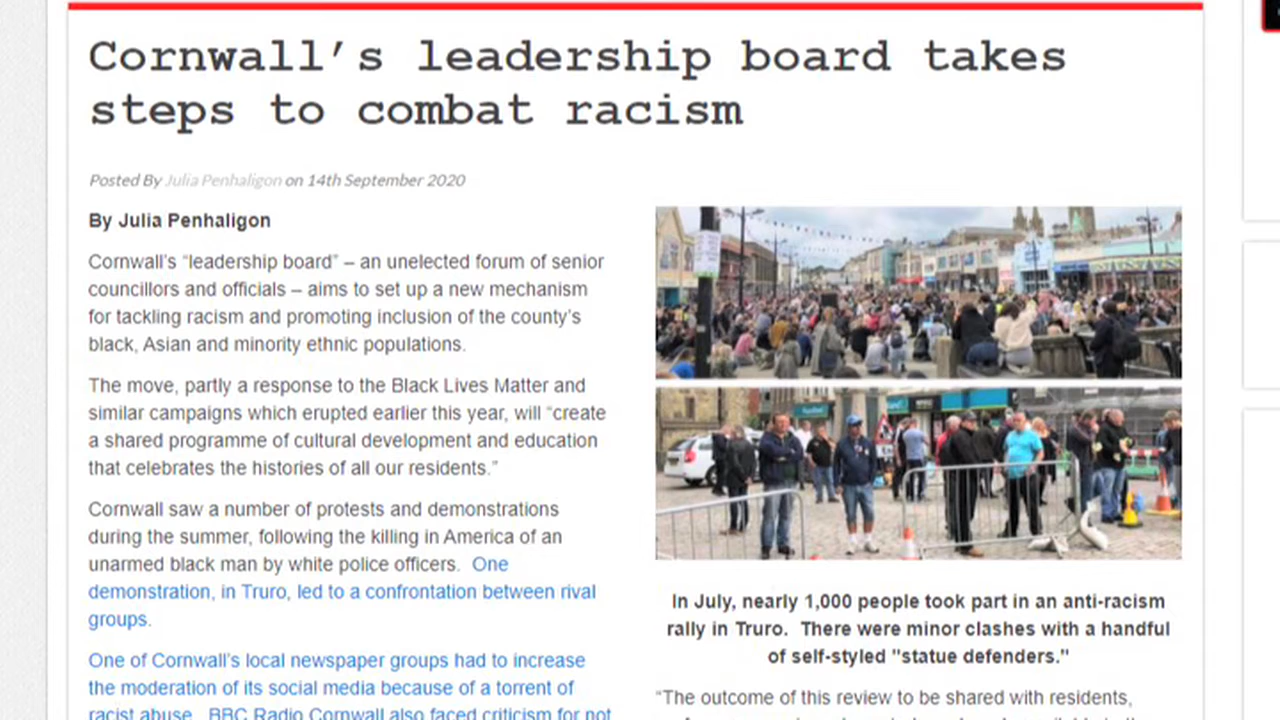 Cornwall’s leadership board takes
steps to combat racism
Posted By Julia Penhaligon on 14th September 2020
By Julia Penhaligon
Cornwall’s “leadership board” – an unelected forum of senior
councillors and officials – aims to set up a new mechanism
for tackling racism and promoting inclusion of the county’s
black, Asian and minority ethnic populations.
The move, partly a response to the Black Lives Matter and
similar campaigns which erupted earlier this year, will “create
a shared programme of cultural development and education
that celebrates the histories of all our residents.”
Cornwall saw a number of protests and demonstrations
during the summer, following the killing in America of an
unarmed black man by white police officers. One
demonstration, in Truro, led to a confrontation between rival
groups.
One of Cornwall’s local newspaper groups had to increase
the moderation of its social media because of a torrent of
racist abuse. BBC Radio Cornwall also faced criticism for not
In July, nearly 1,000 people took part in an anti-racism
rally in Truro. There were minor clashes with a handful
of self-styled "statue defenders."
“The outcome of this review to be shared with residents,